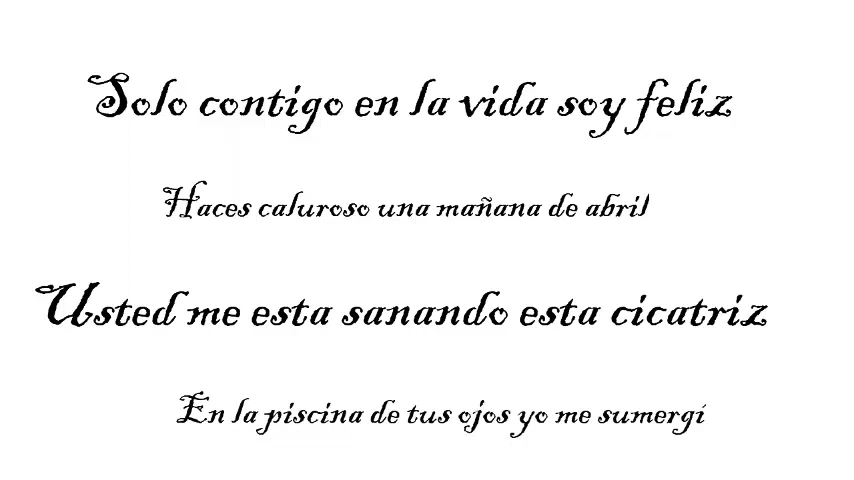 Solo contigo en la vida soy feliz
Haces caluroso una mañana de abril
Usted me esta sanando esta cicatriz
En la piscina de tus ojos yo me sumergí